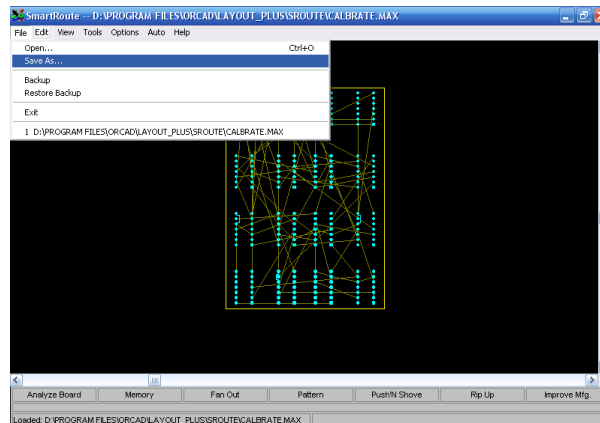 SmartRoute -- D:\PROGRAM FILES\ORCAD\LAYOUT_PLUS\SROUTE\CALBRATE.MAX
File Edit View Tools Options Auto Help
Open... Ctrl+O
Save As...
Backup
Restore Backup
Exit
1 D:\PROGRAM FILES\ORCAD\LAYOUT_PLUS\SROUTE\CALBRATE.MAX
Analyze Board Memory Fan Out Pattern Push'N Shove Rip Up Improve Mfg.
Loaded: D:\PROGRAM FILES\ORCAD\LAYOUT_PLUS\SROUTE\CALBRATE.MAX